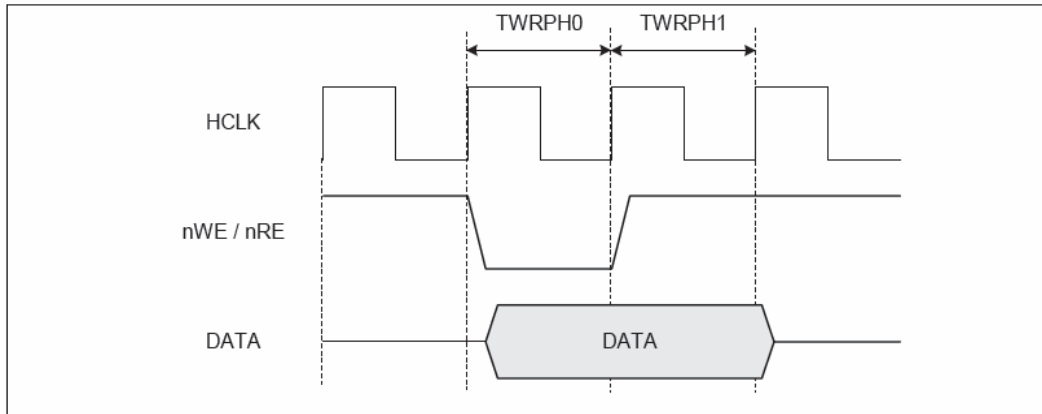 TWRPH0 TWRPH1
HCLK
nWE / nRE
DATA DATA